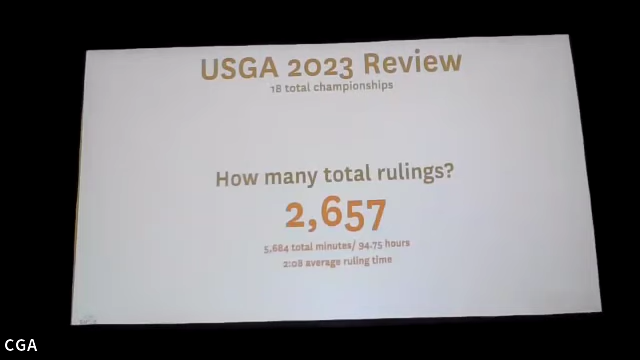 USGA 2023 Review
18 total championships
How many total rulings?
2,657
5,684 total minutes/ 94.75 hours
2:08 average ruling time
CGA